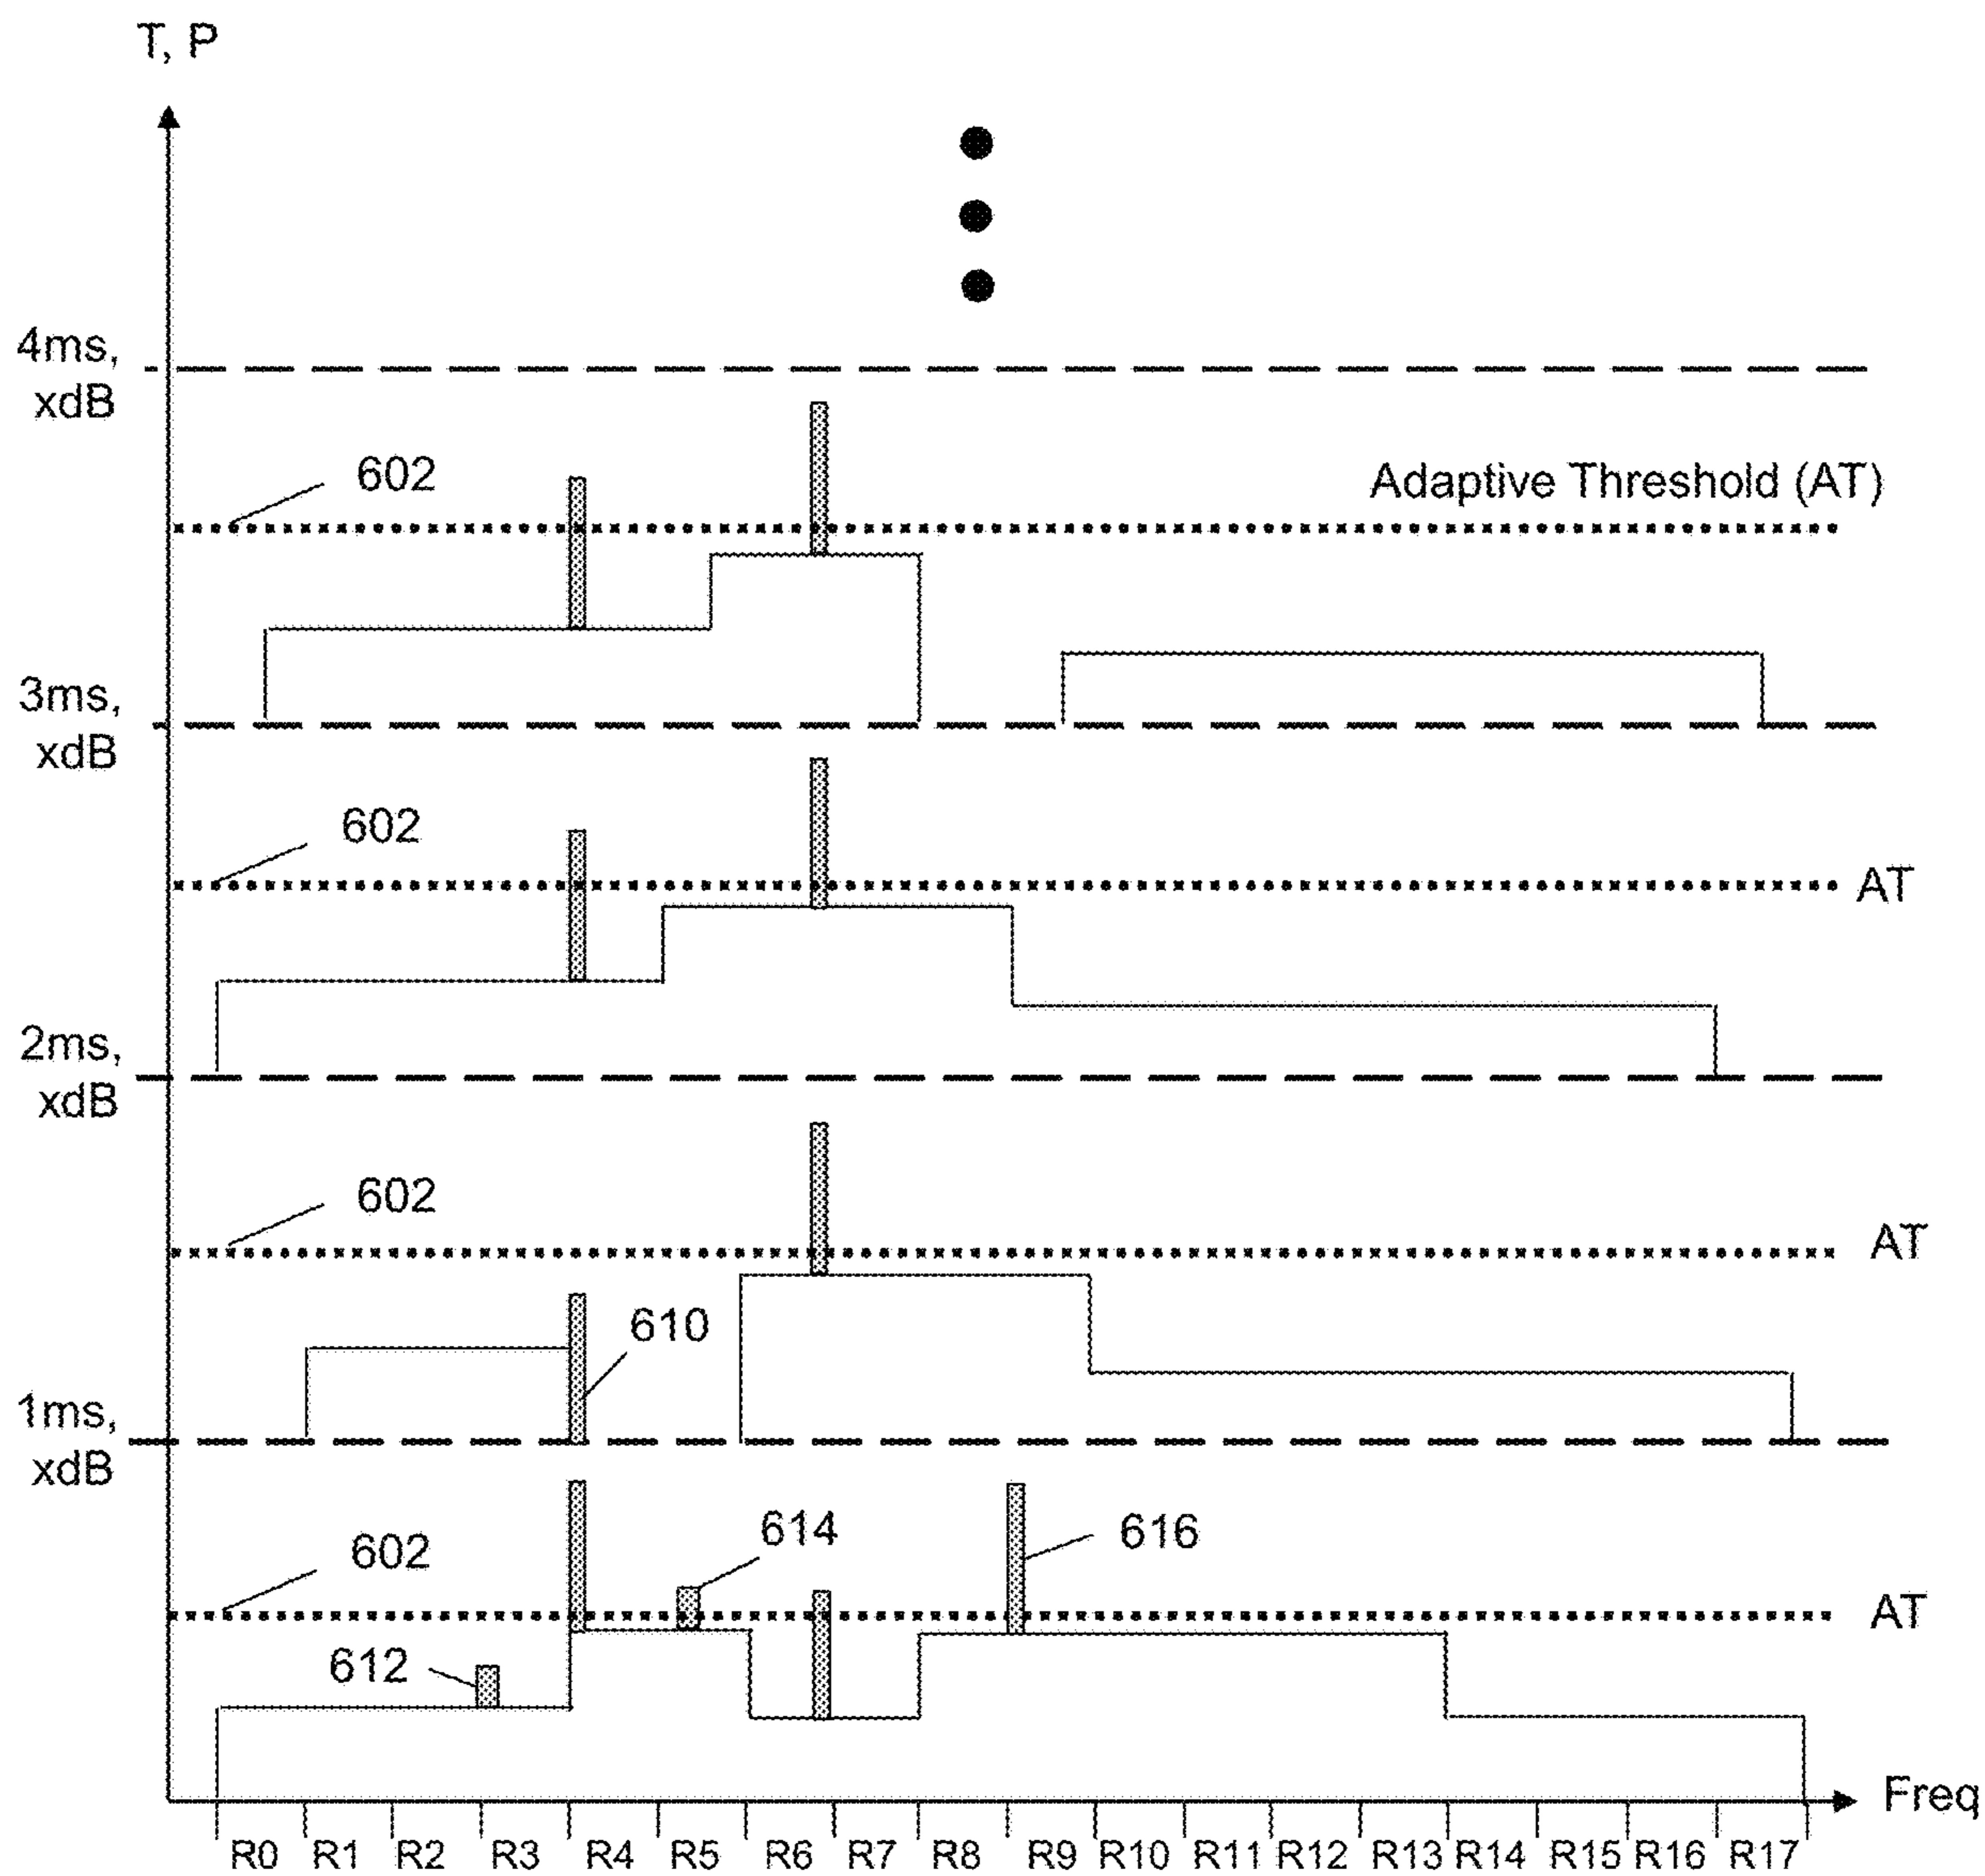 T, P
4ms,
xdB
602
Adaptive Threshold (AT)
3ms,
xdB
602
AT
2ms,
xdB
602
AT
610
1ms,
xdB
602
614
616
AT
612
Freq
R0 R1 R2 R3 R4 R5 R6 R7 R8 R9 R10 R11 R12 R13 R14 R15 R16 R17